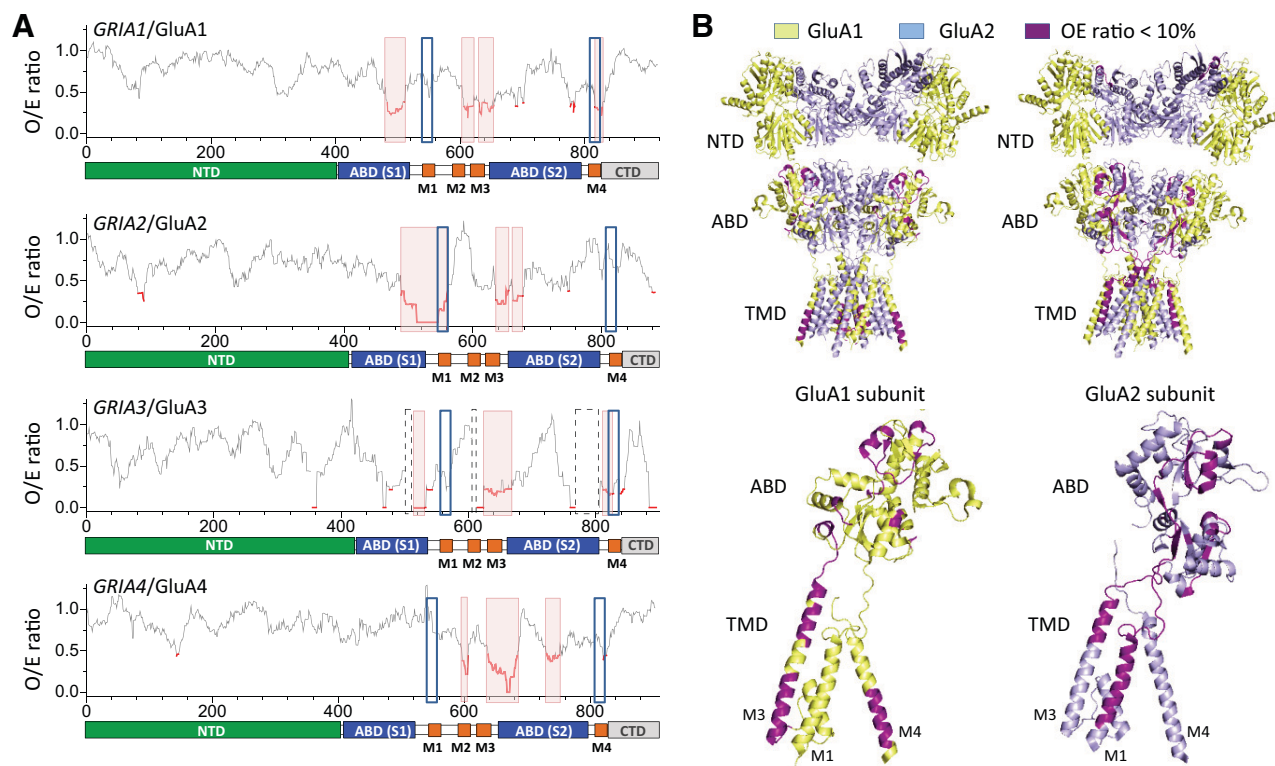 A
GRIA1/GluA1
O/E ratio
1.0
0.5
0.0
0 200 400 600 800
NTD ABD (S1) ABD (S2) CTD
M1 M2 M3 M4
GRIA2/GluA2
O/E ratio
1.0
0.5
0.0
0 200 400 600 800
NTD ABD (S1) ABD (S2) CTD
M1 M2 M3 M4
GRIA3/GluA3
O/E ratio
1.0
0.5
0.0
0 200 400 600 800
NTD ABD (S1) ABD (S2) CTD
M1 M2 M3 M4
GRIA4/GluA4
O/E ratio
1.0
0.5
0.0
0 200 400 600 800
NTD ABD (S1) ABD (S2) CTD
M1 M2 M3 M4
B
GluA1 GluA2 OE ratio < 10%
NTD NTD
ABD ABD
TMD TMD
GluA1 subunit GluA2 subunit
ABD ABD
TMD TMD
M3 M4 M3 M4
M1 M1